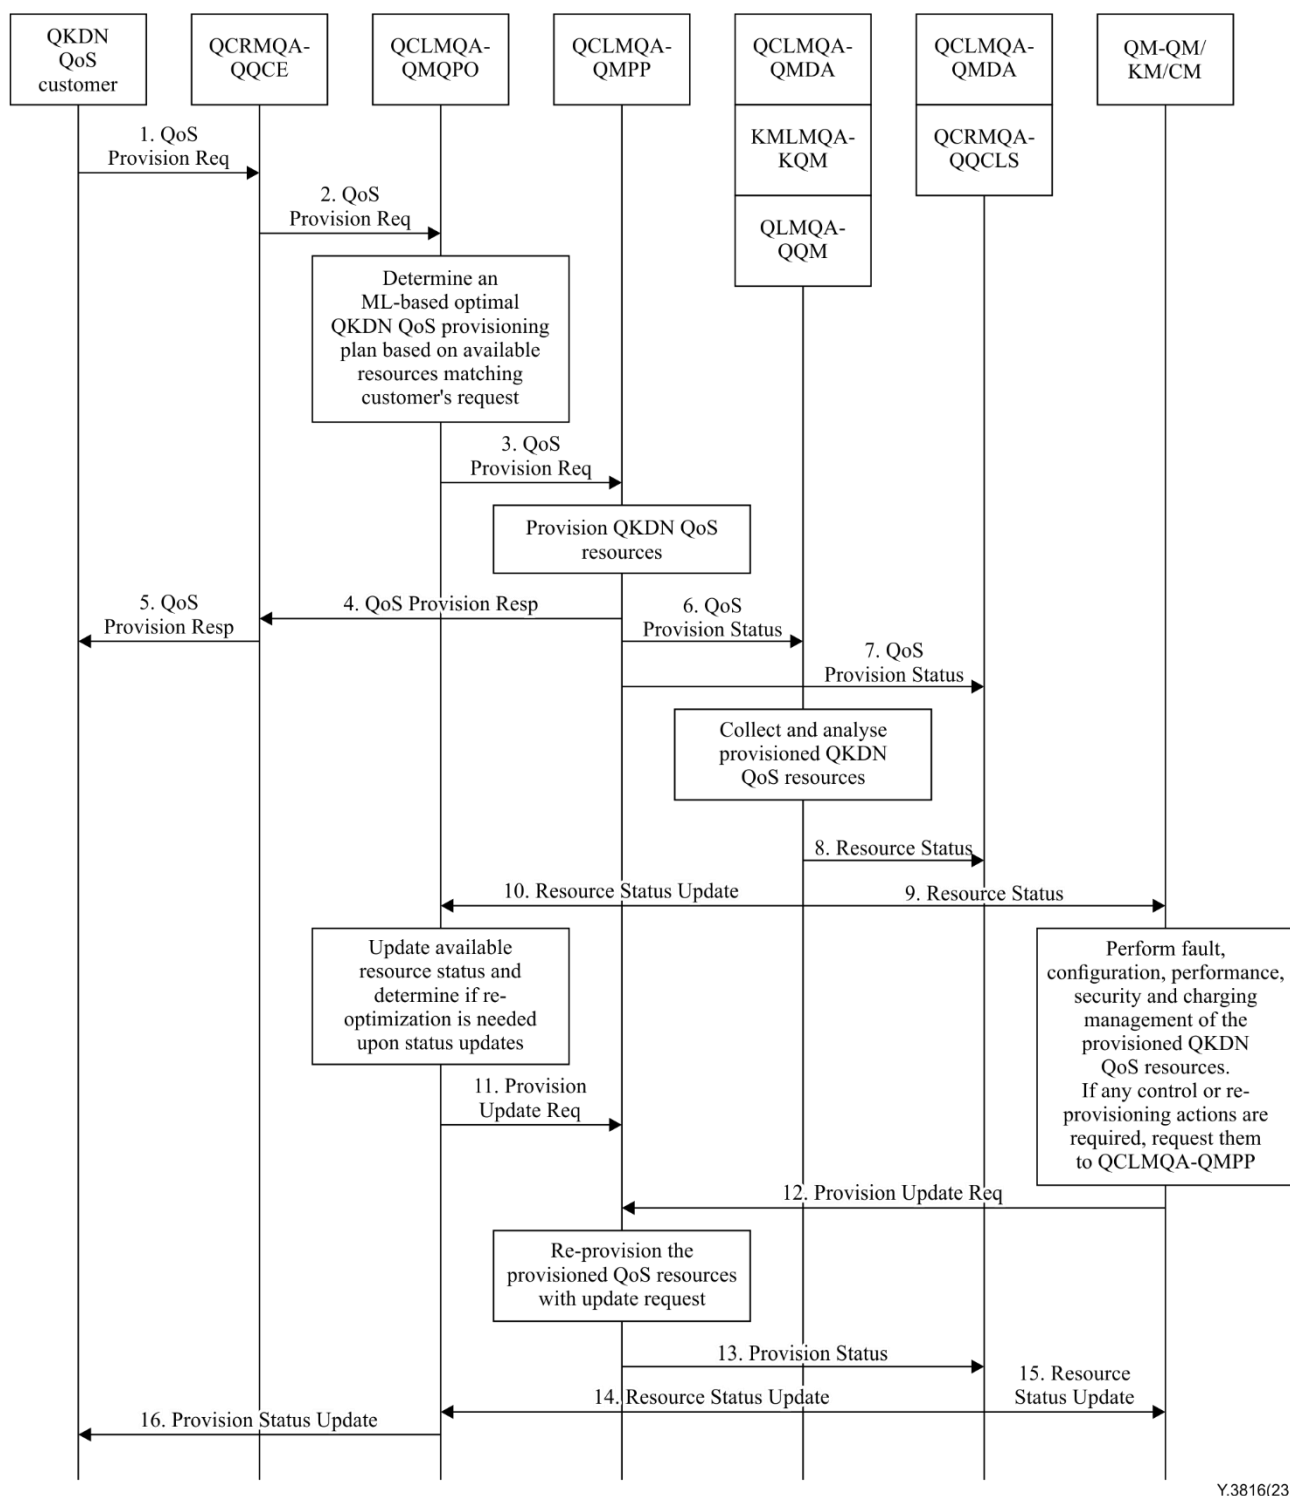 QKDN
QoS
customer
QCRMQA-
QQCE
QCLMQA-
QMQPO
QCLMQA-
QMPP
QCLMQA-
QMDA
QCLMQA-
QMDA
QM-QM/
KM/CM
KMLMQA-
KQM
QCRMQA-
QQCLS
QLMQA-
QQM
1. QoS
Provision Req
2. QoS
Provision Req
Determine an
ML-based optimal
QKDN QoS provisioning
plan based on available
resources matching
customer's request
3. QoS
Provision Req
Provision QKDN QoS
resources
4. QoS Provision Resp
5. QoS
Provision Resp
6. QoS
Provision Status
7. QoS
Provision Status
Collect and analyse
provisioned QKDN
QoS resources
8. Resource Status
10. Resource Status Update
9. Resource Status
Update available
resource status and
determine if re-
optimization is needed
upon status updates
Perform fault,
configuration, performance,
security and charging
management of the
provisioned QKDN
QoS resources.
If any control or re-
provisioning actions are
required, request them
to QCLMQA-QMPP
11. Provision
Update Req
12. Provision Update Req
Re-provision the
provisioned QoS resources
with update request
13. Provision Status
14. Resource Status Update
15. Resource
Status Update
16. Provision Status Update
Y.3816(23